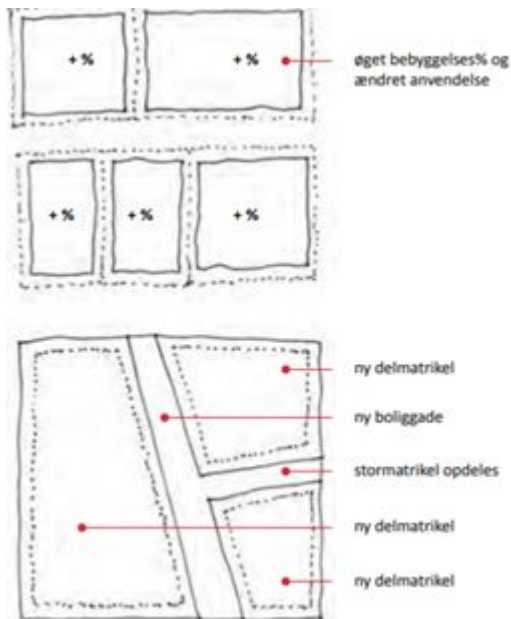 + %
+ %
øget bebyggelses% og
ændret anvendelse
+ %
+ %
+ %
ny delmatrikel
ny boliggade
stormatrikel opdeles
ny delmatrikel
ny delmatrikel